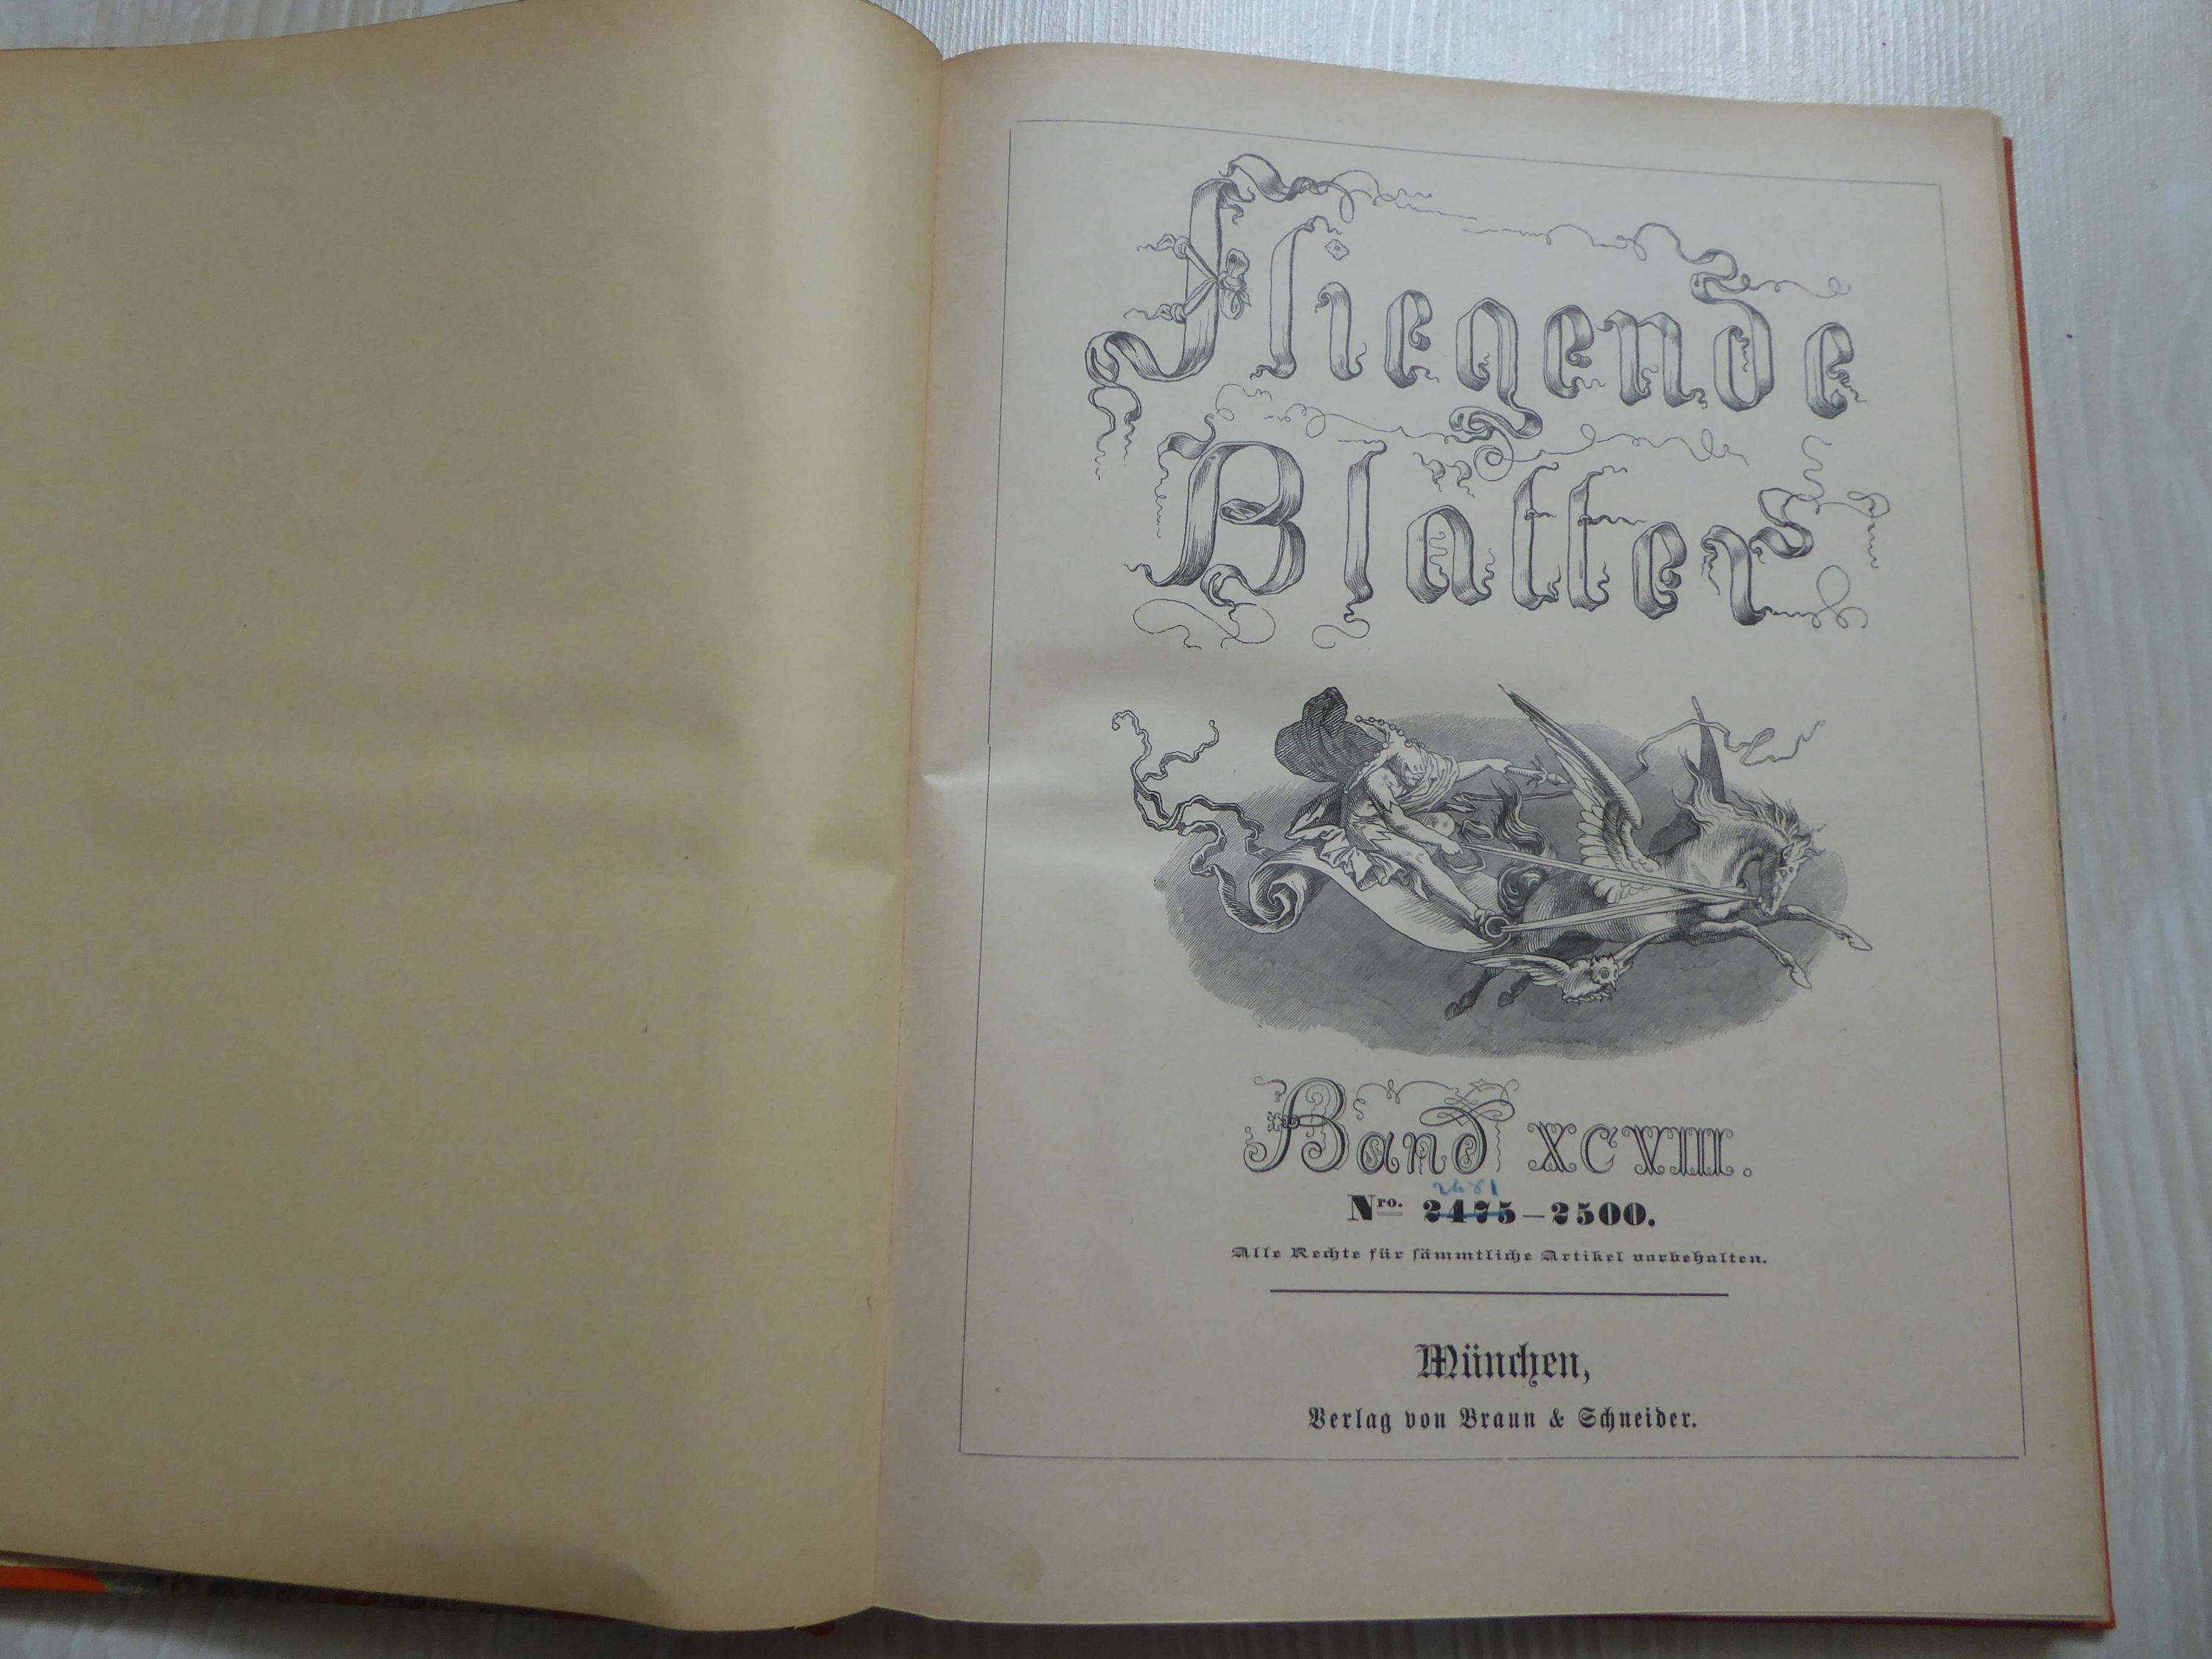 Fliegende
Blätter
Band XCVIII.
2481
Nro. 2475–2500.
Alle Rechte für sämmtliche Artikel vorbehalten.
München,
Verlag von Braun & Schneider.